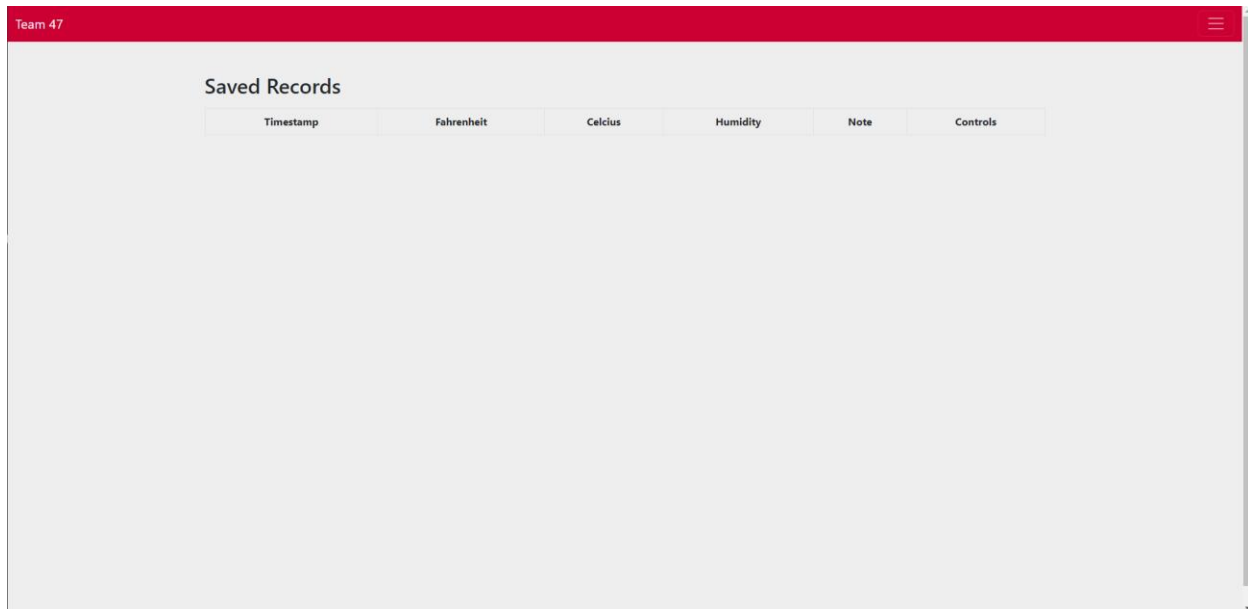 Team 47
Saved Records
Timestamp Fahrenheit Celcius Humidity Note Controls